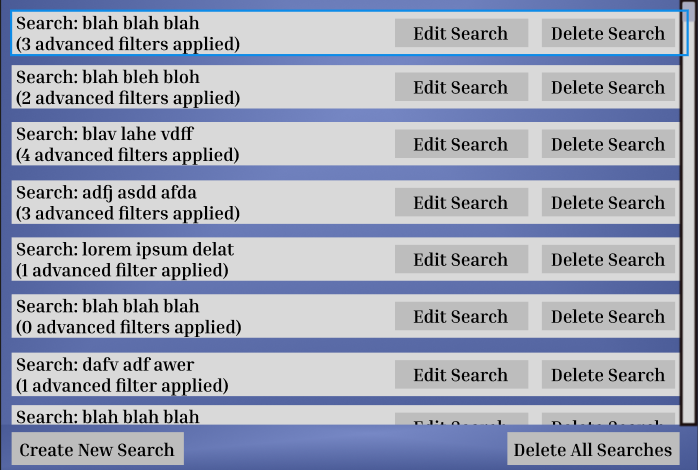 Search: blah blah blah
(3 advanced filters applied)
Edit Search
Delete Search
Search: blah bleh bloh
(2 advanced filters applied)
Edit Search
Delete Search
Search: blav lahe vdff
(4 advanced filters applied)
Edit Search
Delete Search
Search: adfj asdd afda
(3 advanced filters applied)
Edit Search
Delete Search
Search: lorem ipsum delat
(1 advanced filter applied)
Edit Search
Delete Search
Search: blah blah blah
(0 advanced filters applied)
Edit Search
Delete Search
Search: dafv adf awer
(1 advanced filter applied)
Edit Search
Delete Search
Search: blah blah blah
Edit Search
Delete Search
Create New Search
Delete All Searches